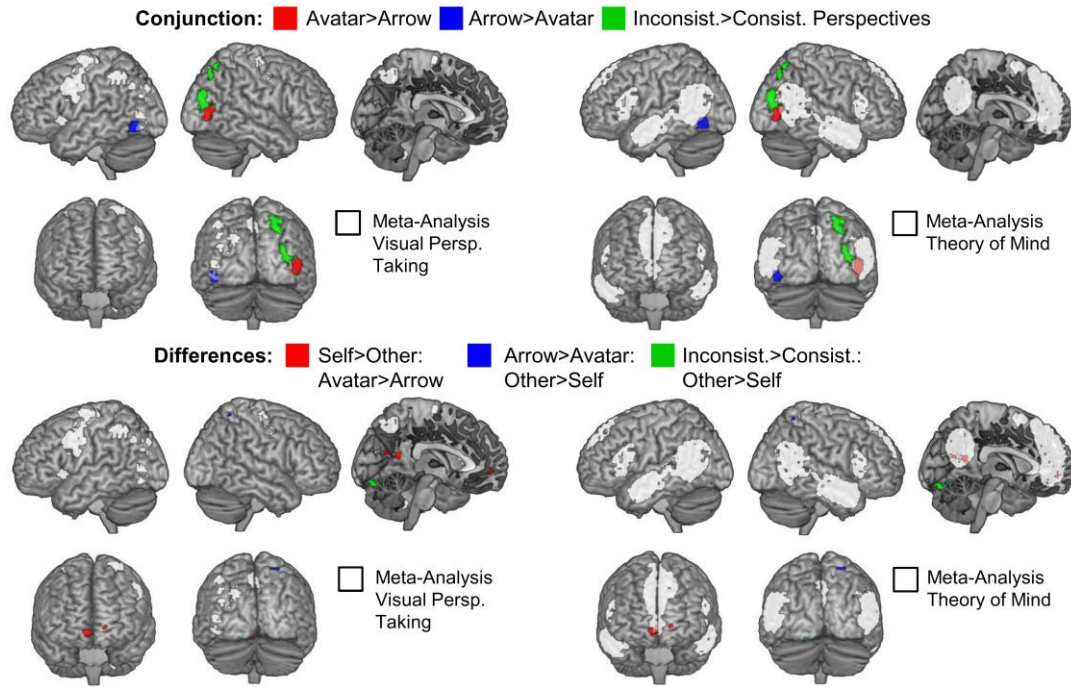 Conjunction: Avatar>Arrow Arrow>Avatar Inconsist.>Consist. Perspectives
Meta-Analysis
Visual Persp.
Taking
Meta-Analysis
Theory of Mind
Differences: Self>Other: Arrow>Avatar: Inconsist.>Consist.:
Avatar>Arrow Other>Self Other>Self
Meta-Analysis
Visual Persp.
Taking
Meta-Analysis
Theory of Mind